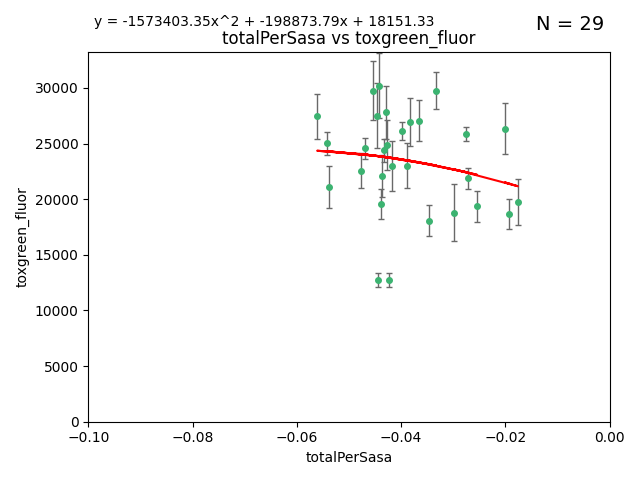 y = -1573403.35x^2 + -198873.79x + 18151.33
N = 29
totalPerSasa vs toxgreen_fluor
30000
25000
20000
15000
10000
5000
0
toxgreen_fluor
−0.10
−0.08
−0.06
−0.04
−0.02
0.00
totalPerSasa